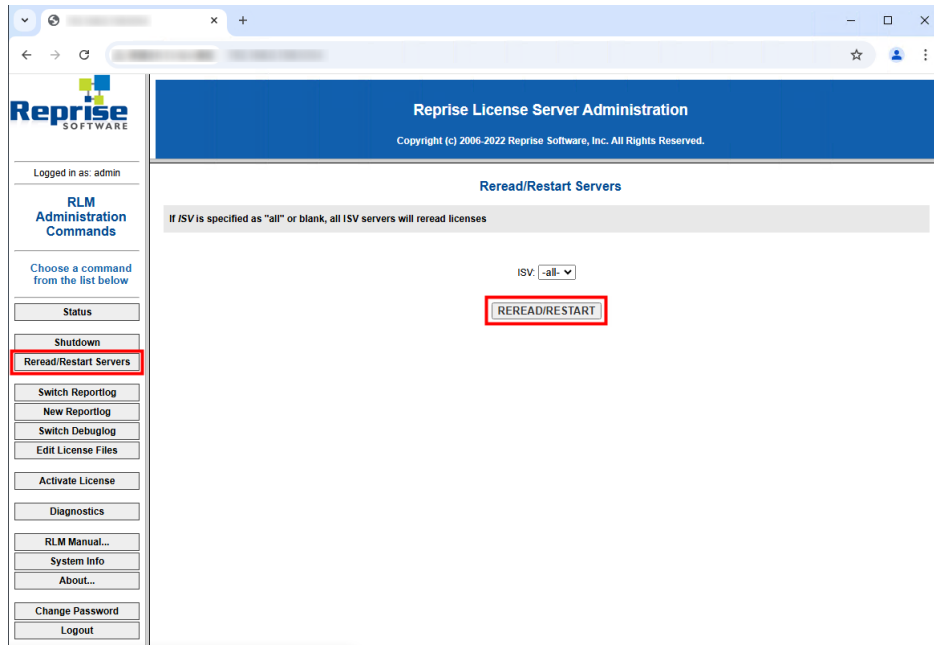 Reprise
SOFTWARE
Reprise License Server Administration
Copyright (c) 2006-2022 Reprise Software, Inc. All Rights Reserved.
Logged in as: admin
RLM
Administration
Commands
Choose a command
from the list below
Status
Shutdown
Reread/Restart Servers
Switch Reportlog
New Reportlog
Switch Debuglog
Edit License Files
Activate License
Diagnostics
RLM Manual...
System Info
About...
Change Password
Logout
Reread/Restart Servers
If ISV is specified as "all" or blank, all ISV servers will reread licenses
ISV: -all-
REREAD/RESTART